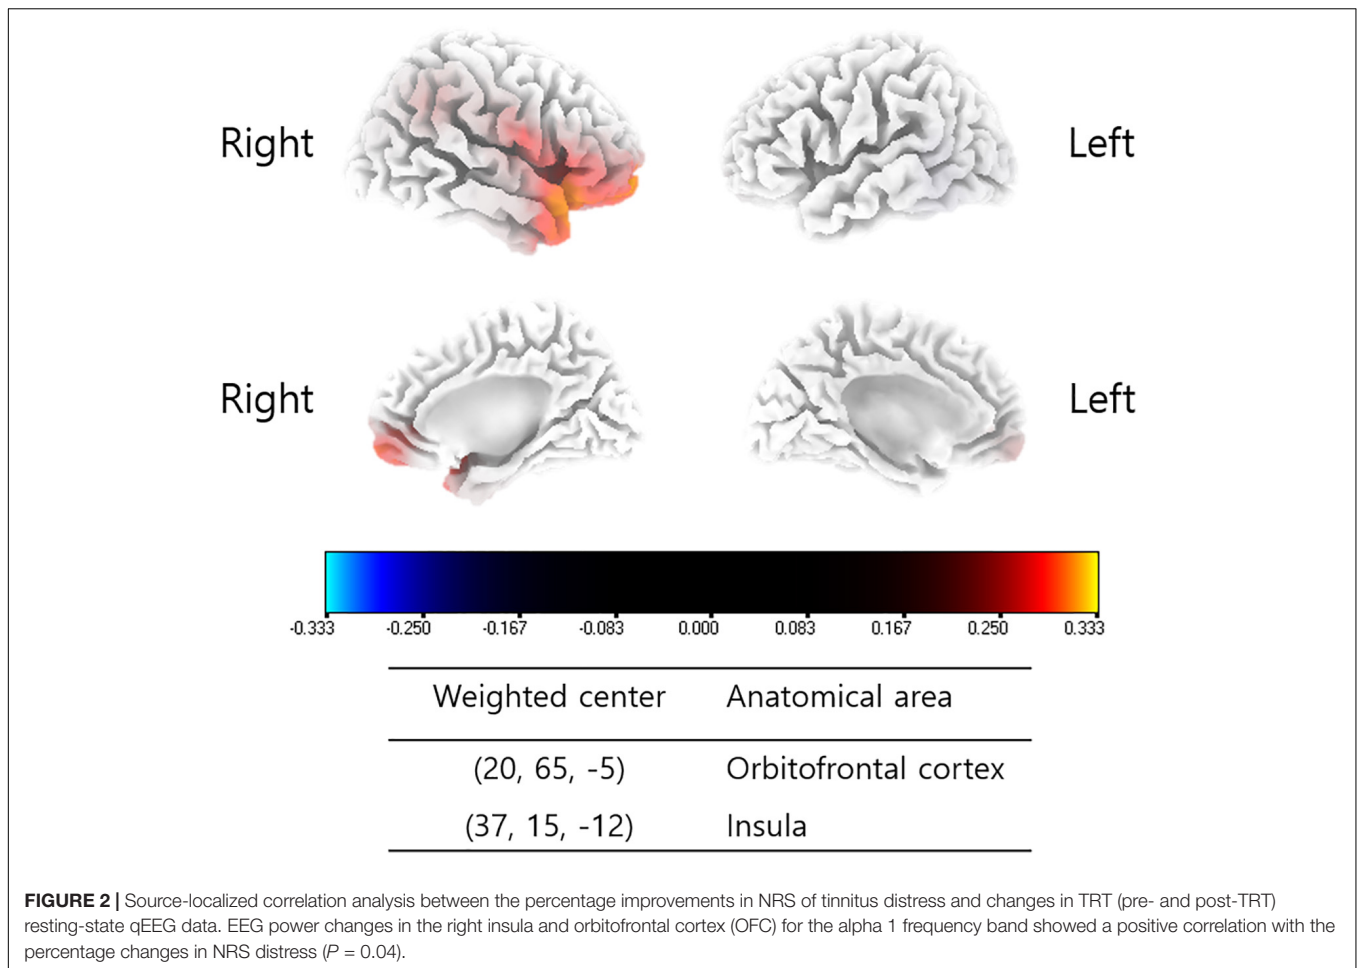 Right
Left
Right
Left
-0.333 -0.250 -0.167 -0.083 0.000 0.083 0.167 0.250 0.333
Weighted center Anatomical area
(20, 65, -5) Orbitofrontal cortex
(37, 15, -12) Insula
FIGURE 2 | Source-localized correlation analysis between the percentage improvements in NRS of tinnitus distress and changes in TRT (pre- and post-TRT)
resting-state qEEG data. EEG power changes in the right insula and orbitofrontal cortex (OFC) for the alpha 1 frequency band showed a positive correlation with the
percentage changes in NRS distress (P = 0.04).